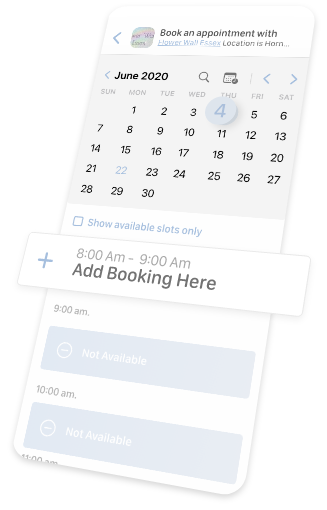 Book an appointment with
Flower Wall Essex Location is Horn...
June 2020
SUN MON TUE WED THU FRI SAT
1 2 3 4 5 6
7 8 9 10 11 12 13
14 15 16 17 18 19 20
21 22 23 24 25 26 27
28 29 30
Show available slots only
8:00 Am - 9:00 Am
Add Booking Here
9:00 am.
Not Available
10:00 am.
Not Available
11:00 am.